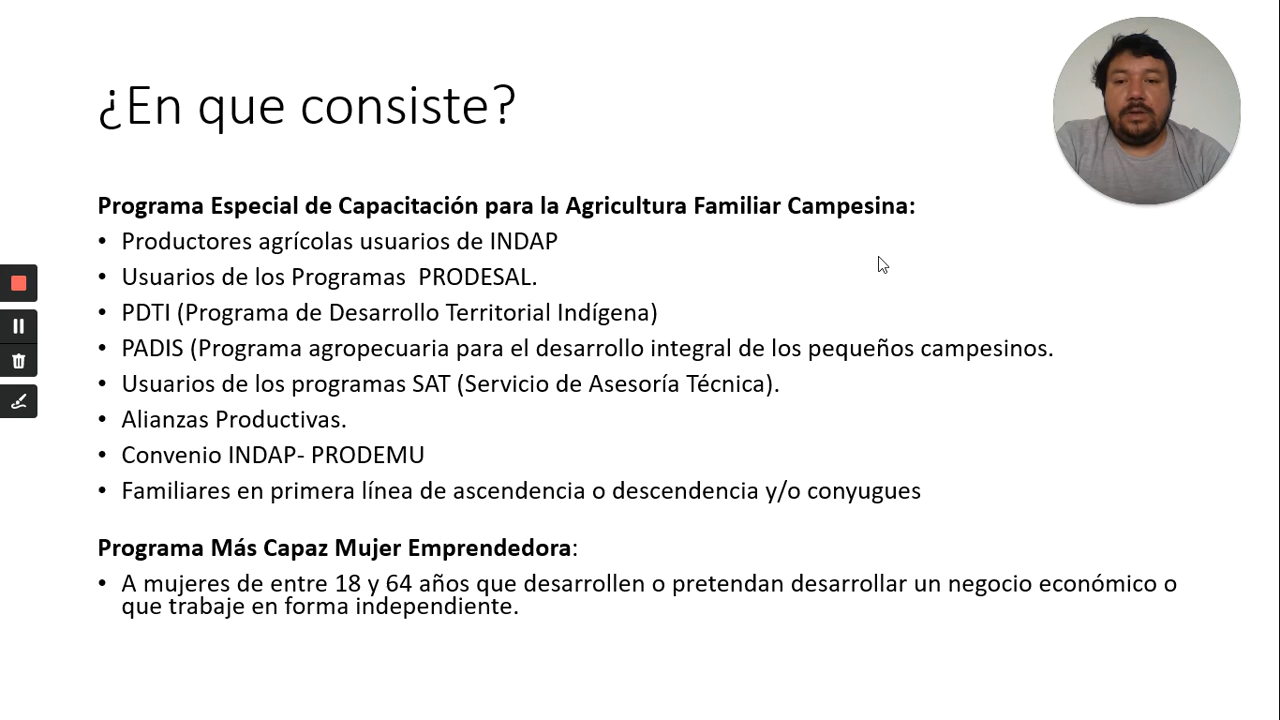 ¿En que consiste?
Programa Especial de Capacitación para la Agricultura Familiar Campesina:
• Productores agrícolas usuarios de INDAP
• Usuarios de los Programas  PRODESAL.
• PDTI (Programa de Desarrollo Territorial Indígena)
• PADIS (Programa agropecuaria para el desarrollo integral de los pequeños campesinos.
• Usuarios de los programas SAT (Servicio de Asesoría Técnica).
• Alianzas Productivas.
• Convenio INDAP- PRODEMU
• Familiares en primera línea de ascendencia o descendencia y/o conyugues
Programa Más Capaz Mujer Emprendedora:
• A mujeres de entre 18 y 64 años que desarrollen o pretendan desarrollar un negocio económico o
que trabaje en forma independiente.